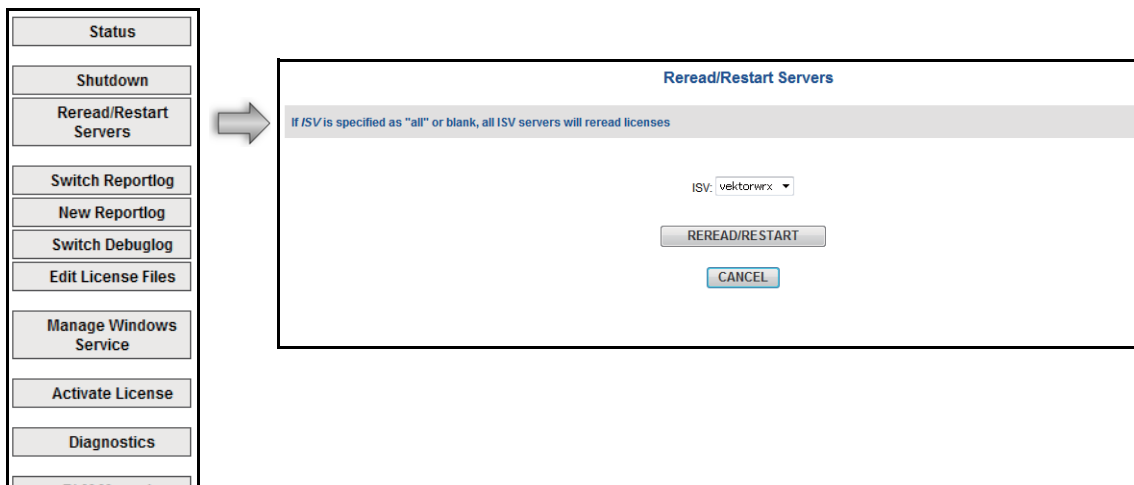 Status
Shutdown
Reread/Restart
Servers
Switch Reportlog
New Reportlog
Switch Debuglog
Edit License Files
Manage Windows
Service
Activate License
Diagnostics
Reread/Restart Servers
If ISV is specified as "all" or blank, all ISV servers will reread licenses
ISV: vektorwrx
REREAD/RESTART
CANCEL